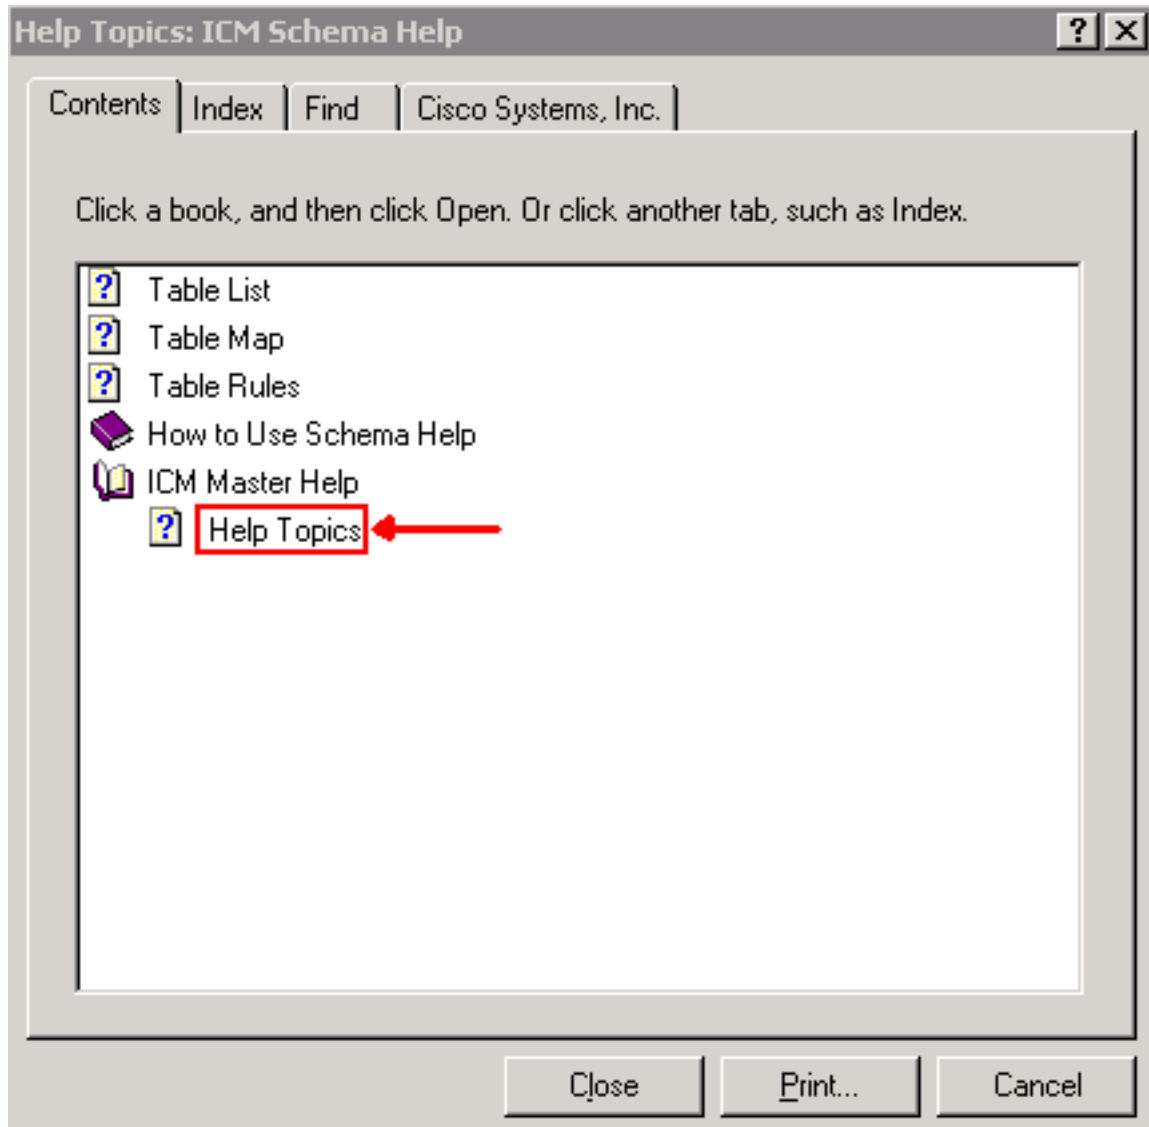 Help Topics: ICM Schema Help
Contents Index Find Cisco Systems, Inc.
Click a book, and then click Open. Or click another tab, such as Index.
Table List
Table Map
Table Rules
How to Use Schema Help
ICM Master Help
Help Topics
Close Print... Cancel